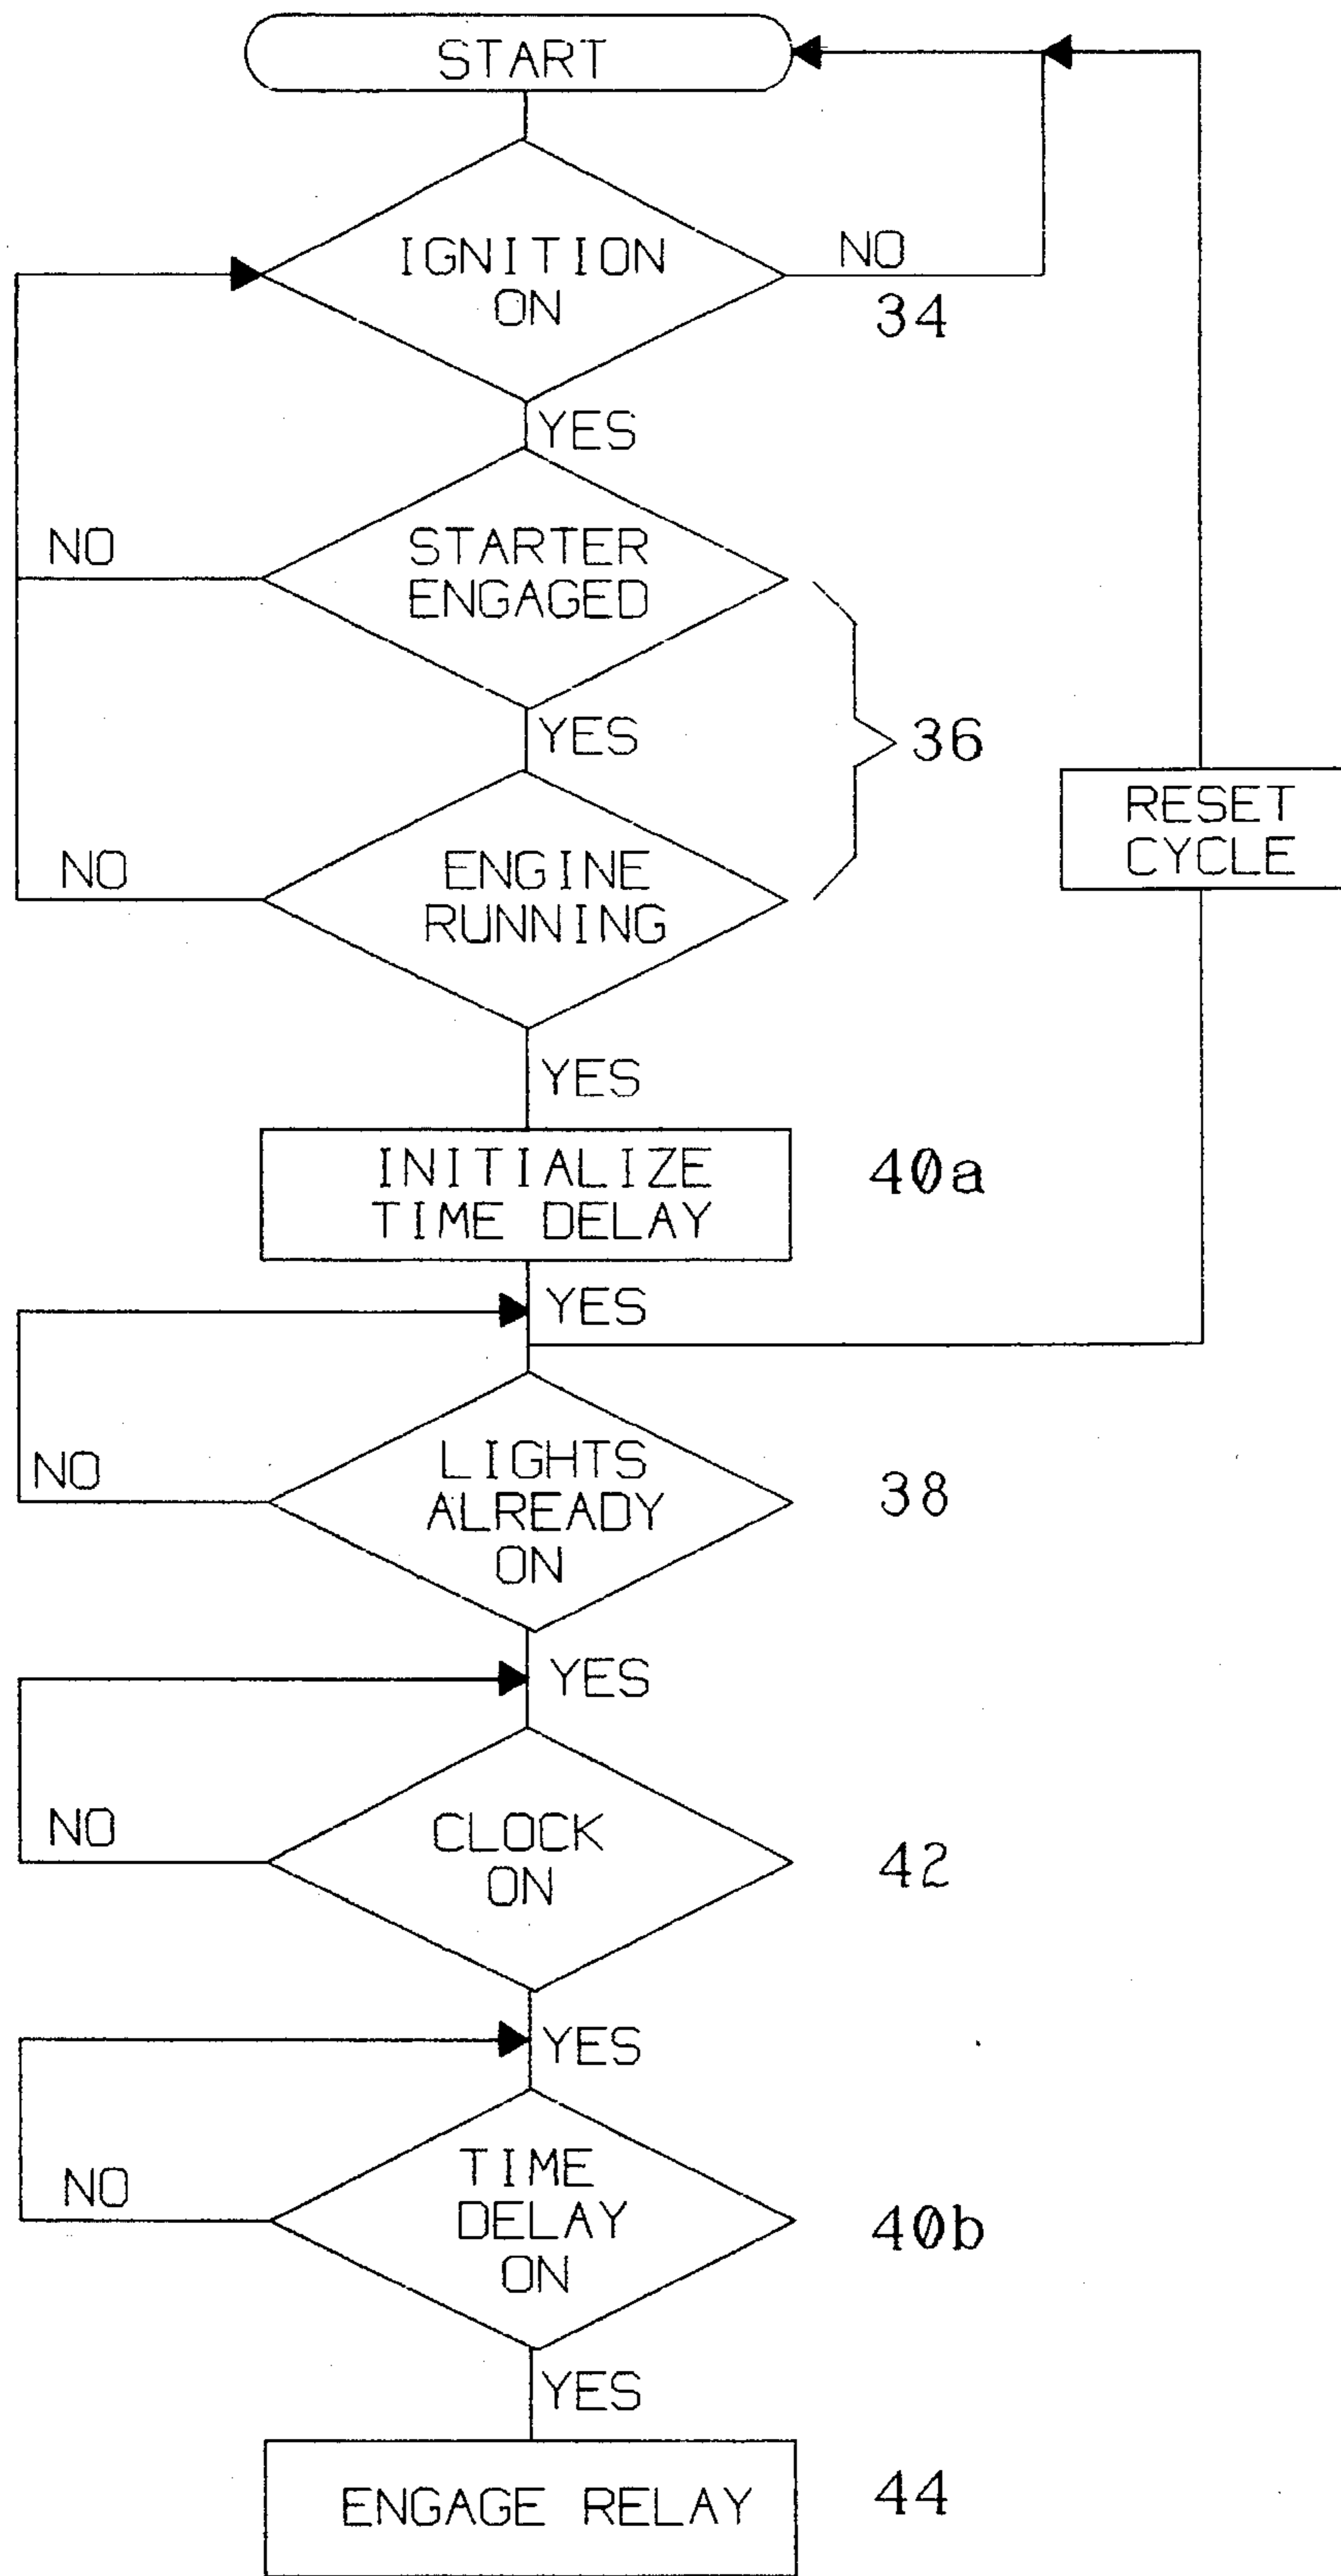 START
IGNITION
ON
NO
34
YES
STARTER
ENGAGED
NO
YES
36
ENGINE
RUNNING
NO
RESET
CYCLE
YES
INITIALIZE
TIME DELAY
40a
YES
LIGHTS
ALREADY
ON
NO
38
YES
CLOCK
ON
NO
42
YES
TIME
DELAY
ON
NO
40b
YES
ENGAGE RELAY
44